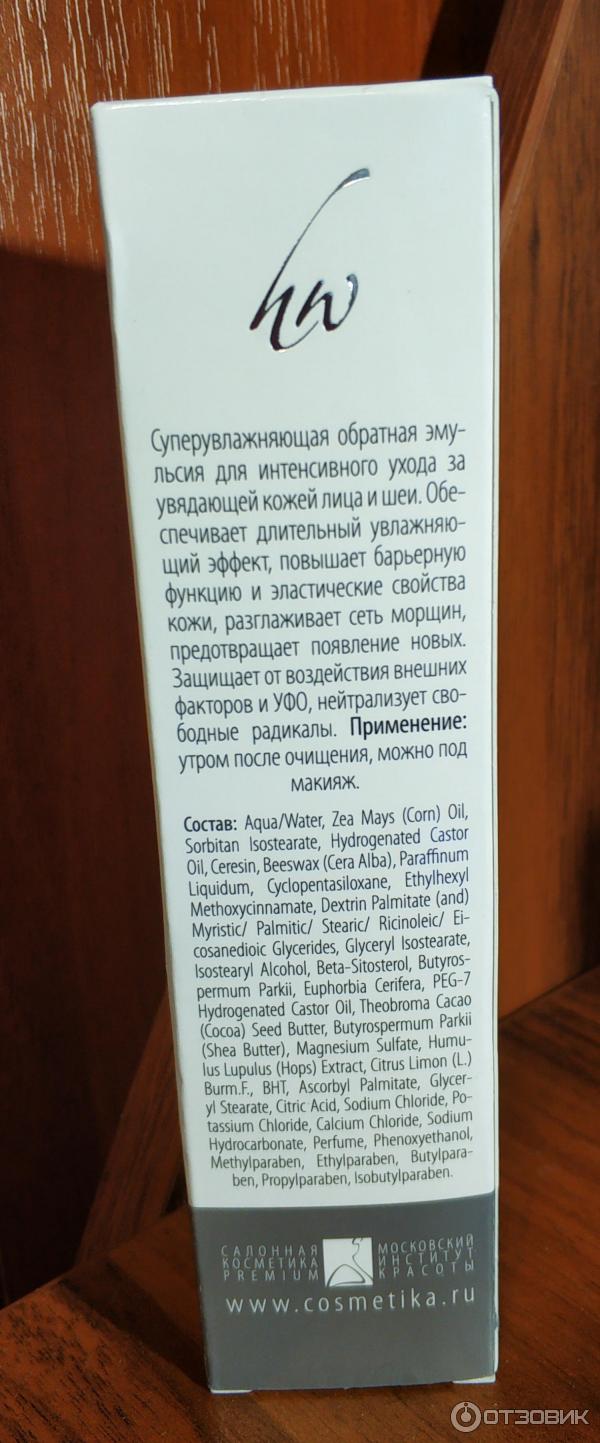 hw
Суперувлажняющая обратная эму-
льсия для интенсивного ухода за
увядающей кожей лица и шеи. Обе-
спечивает длительный увлажняю-
щий эффект, повышает барьерную
функцию и эластические свойства
кожи, разглаживает сеть морщин,
предотвращает появление новых.
Защищает от воздействия внешних
факторов и УФО, нейтрализует сво-
бодные радикалы. Применение:
утром после очищения, можно под
макияж.
Состав: Aqua/Water, Zea Mays (Corn) Oil,
Sorbitan Isostearate, Hydrogenated Castor
Oil, Ceresin, Beeswax (Cera Alba), Paraffinum
Liquidum, Cyclopentasiloxane, Ethylhexyl
Methoxycinnamate, Dextrin Palmitate (and)
Myristic/ Palmitic/ Stearic/ Ricinoleic/ Ei-
cosanedioic Glycerides, Glyceryl Isostearate,
Isostearyl Alcohol, Beta-Sitosterol, Butyros-
permum Parkii, Euphorbia Cerifera, PEG-7
Hydrogenated Castor Oil, Theobroma Cacao
(Cocoa) Seed Butter, Butyrospermum Parkii
(Shea Butter), Magnesium Sulfate, Humu-
lus Lupulus (Hops) Extract, Citrus Limon (L.)
Burm.F., BHT, Ascorbyl Palmitate, Glycer-
yl Stearate, Citric Acid, Sodium Chloride, Po-
tassium Chloride, Calcium Chloride, Sodium
Hydrocarbonate, Perfume, Phenoxyethanol,
Methylparaben, Ethylparaben, Butylpara-
ben, Propylparaben, Isobutylparaben.
САЛОННАЯ
КОСМЕТИКА
PREMIUM
МОСКОВСКИЙ
ИНСТИТУТ
КРАСОТЫ
www.cosmetika.ru
ОТЗОВИК